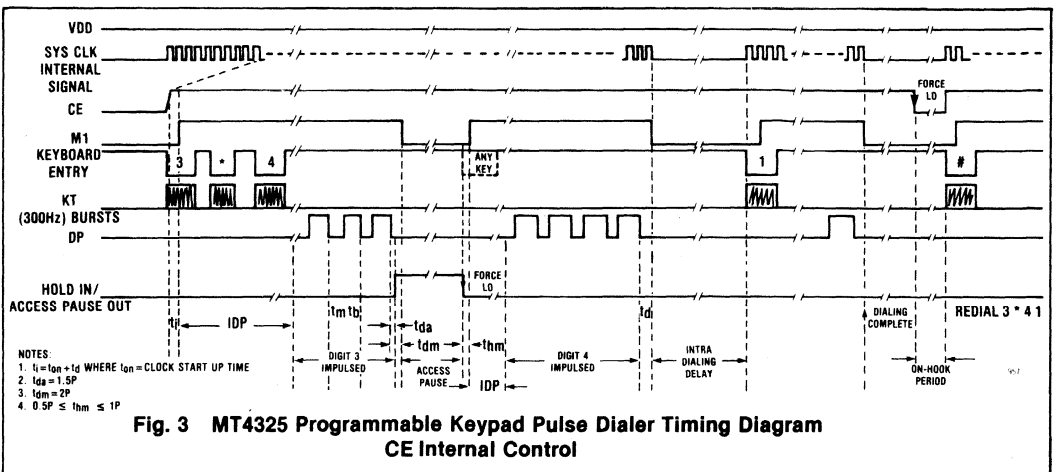 VDD
SYS CLK
INTERNAL
SIGNAL
CE
FORCE
LO
M1
KEYBOARD
ENTRY
3 * 4
ANY
KEY
1
#
KT
(300Hz) BURSTS
DP
HOLD IN/
ACCESS PAUSE OUT
FORCE
LO
ti
IDP
tm tb
tda
tdm
thm
td
DIGIT 3
IMPULSED
ACCESS
PAUSE
IDP
DIGIT 4
IMPULSED
INTRA
DIALING
DELAY
DIALING
COMPLETE
ON-HOOK
PERIOD
REDIAL 3 * 4 1
957
NOTES:
1. ti = ton + td WHERE ton = CLOCK START UP TIME
2. tda = 1.5P
3. tdm = 2P
4. 0.5P ≤ thm ≤ 1P
Fig. 3 MT4325 Programmable Keypad Pulse Dialer Timing Diagram
CE Internal Control